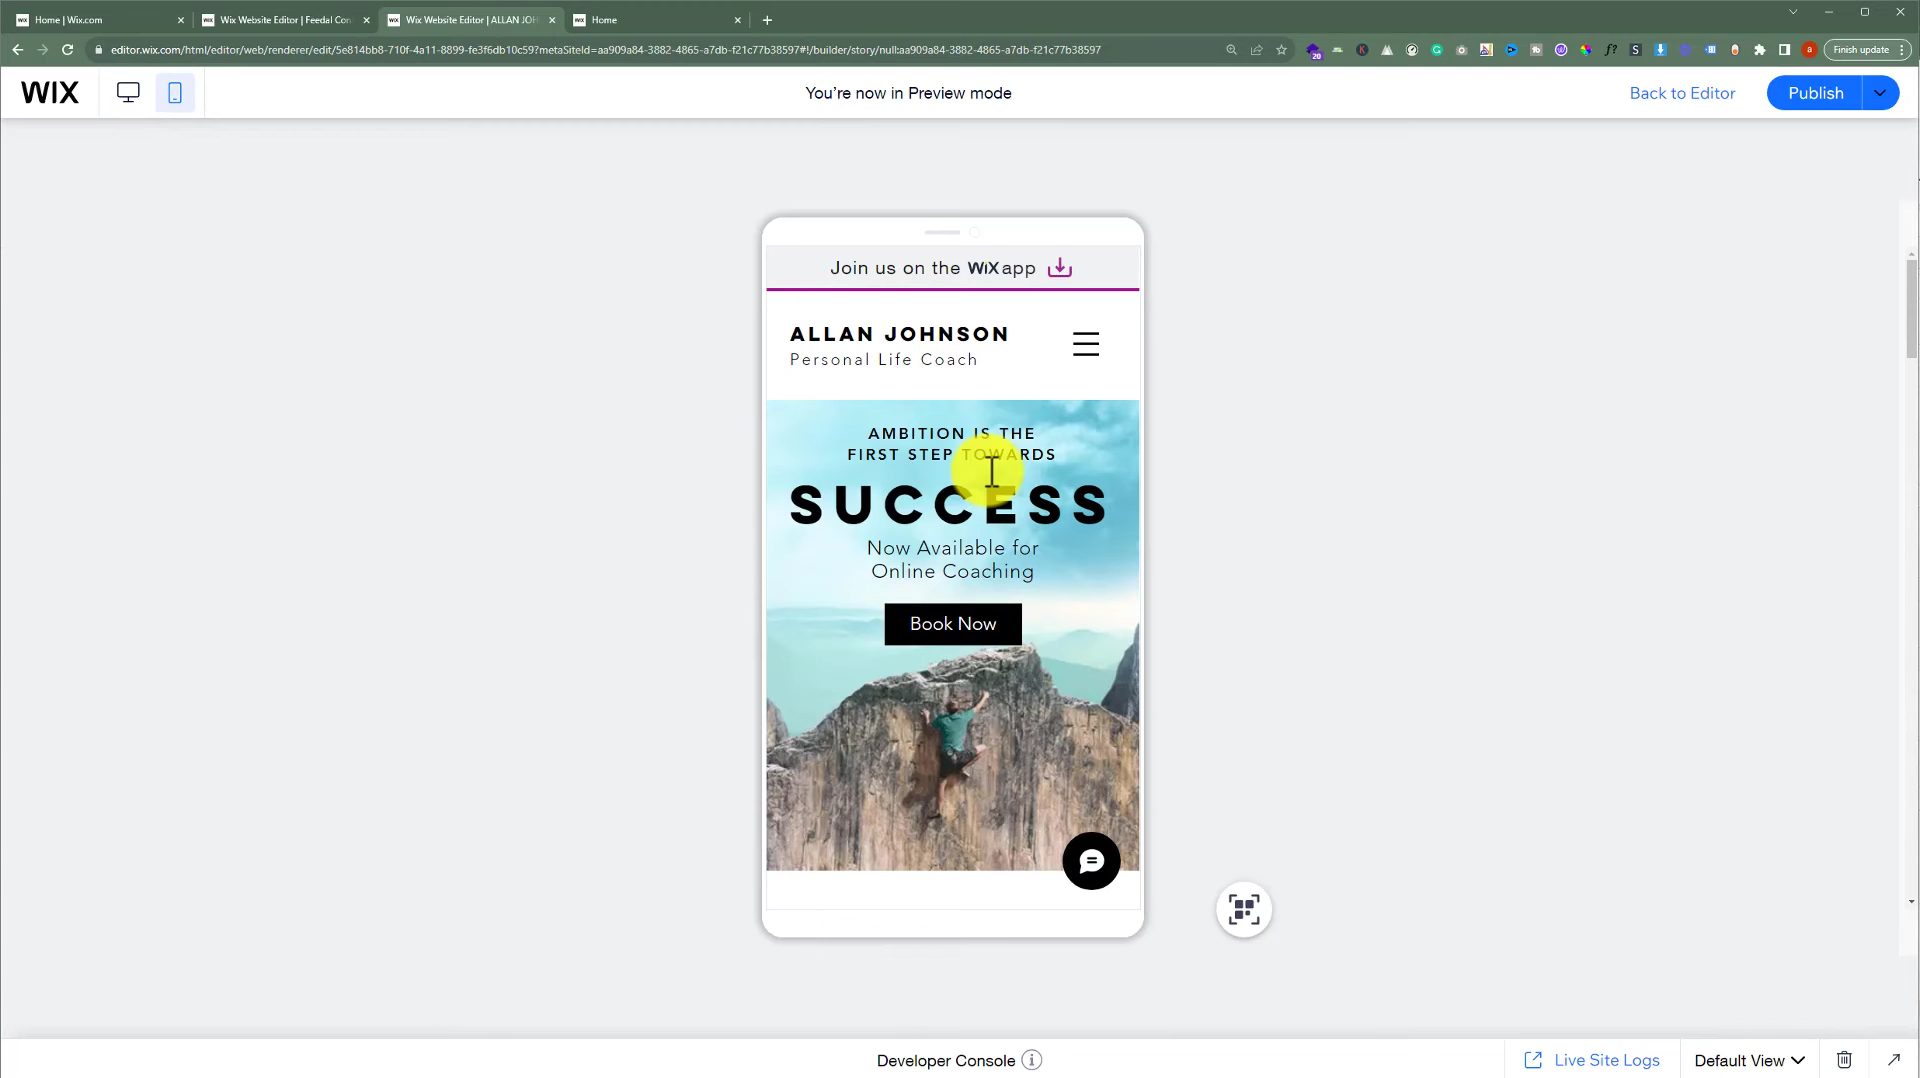 Home | Wix.com
Wix Website Editor | Feedal Con
Wix Website Editor | ALLAN JOH
Home
editor.wix.com/html/editor/web/renderer/edit/5e814bb8-710f-4a11-8899-fe3f6db10c59?metaSiteId=aa909a84-3882-4865-a7db-f21c77b38597#!/builder/story/null:aa909a84-3882-4865-a7db-f21c77b38597
20
Finish update
WIX
You're now in Preview mode
Back to Editor
Publish
Join us on the WiX app
ALLAN JOHNSON
Personal Life Coach
AMBITION IS THE
FIRST STEP TOWARDS
SUCCESS
Now Available for
Online Coaching
Book Now
Developer Console
Live Site Logs
Default View